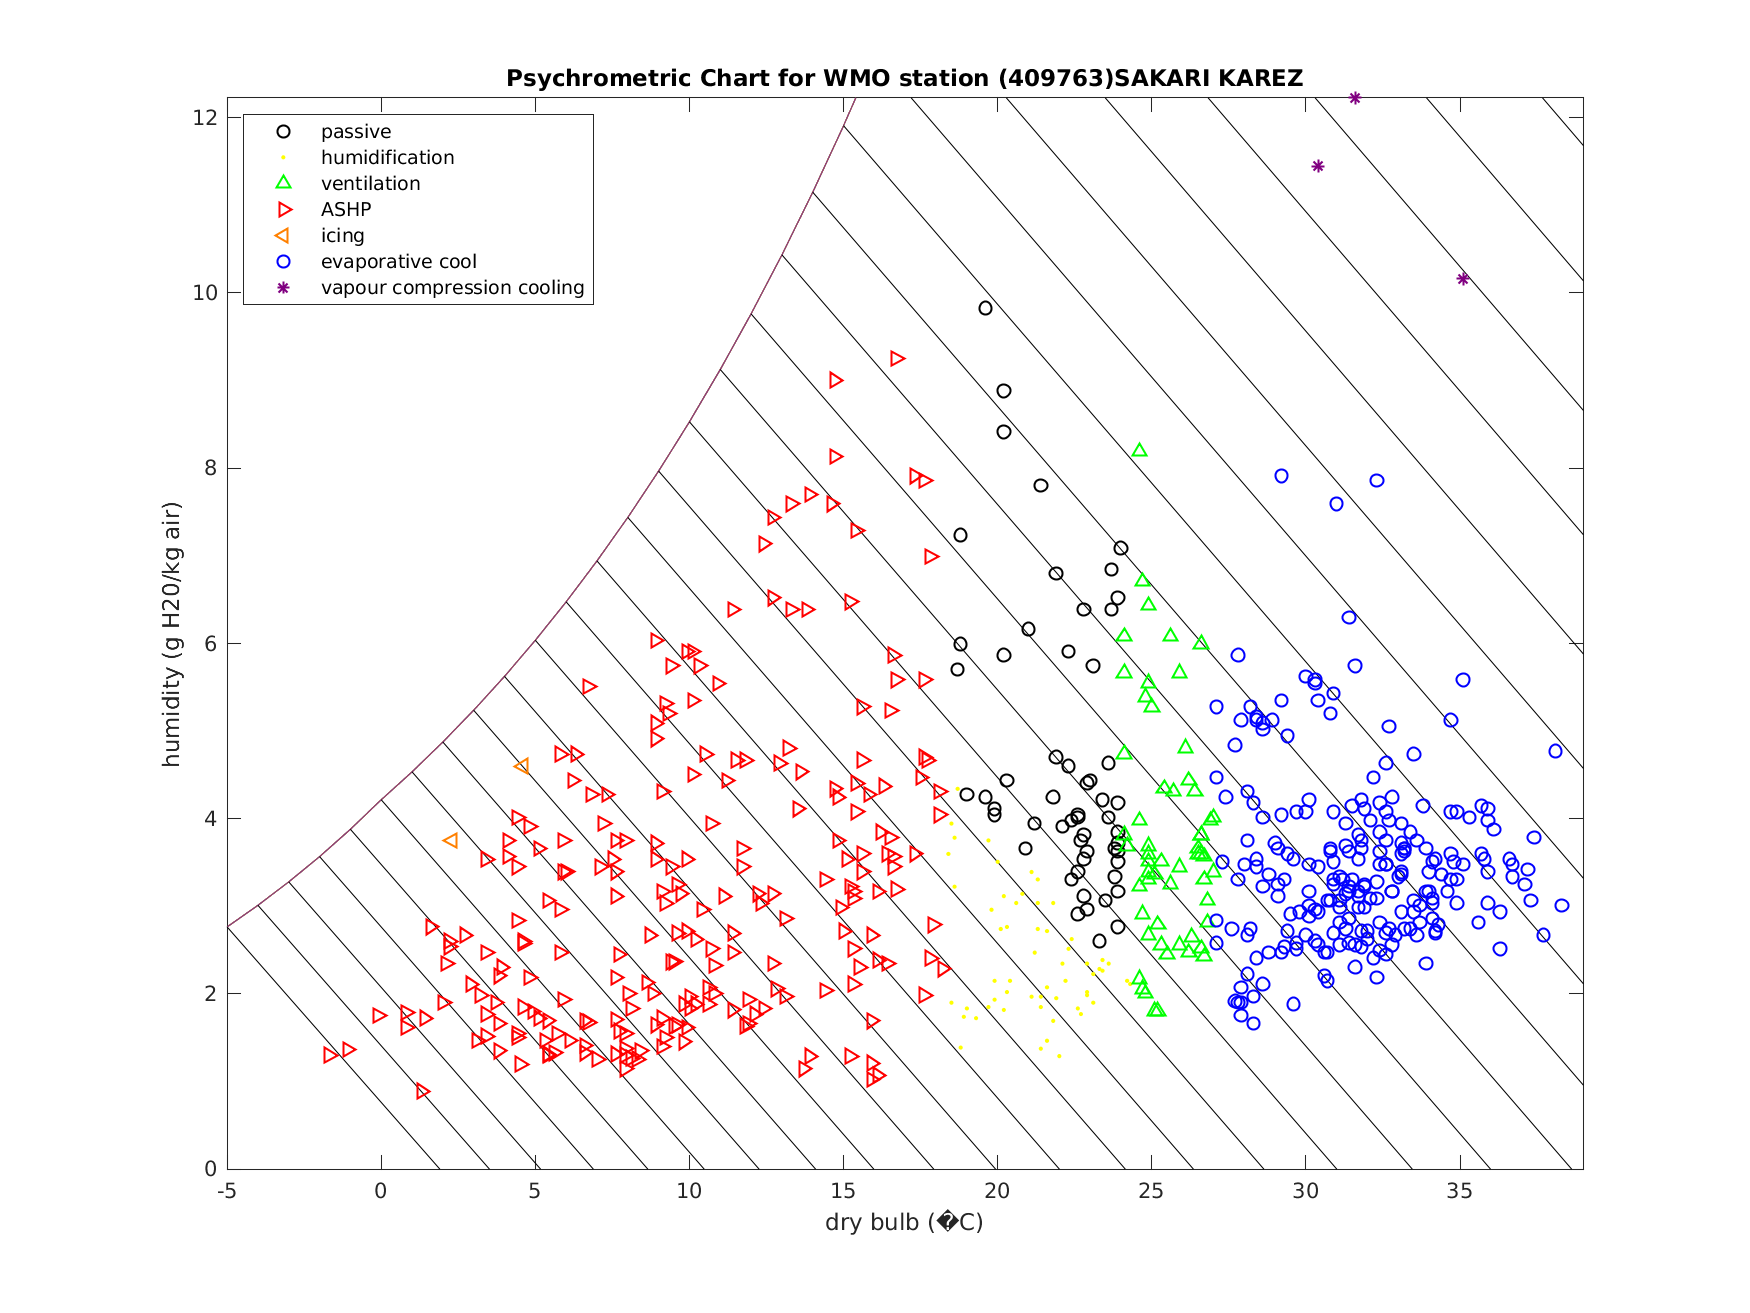 Psychrometric Chart for WMO station (409763)SAKARI KAREZ
passive
humidification
ventilation
ASHP
icing
evaporative cool
vapour compression cooling
humidity (g H20/kg air)
12
10
8
6
4
2
0
-5 0 5 10 15 20 25 30 35
dry bulb (�C)